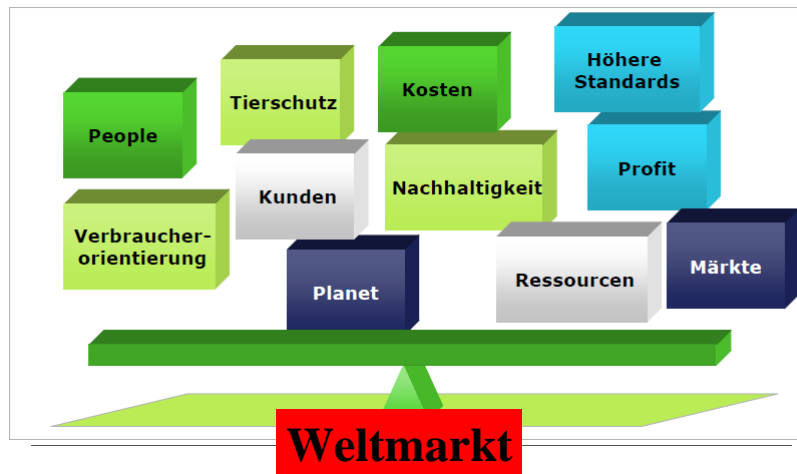 Höhere
Standards
Kosten
Tierschutz
People
Profit
Nachhaltigkeit
Kunden
Verbraucher-
orientierung
Märkte
Ressourcen
Planet
Weltmarkt